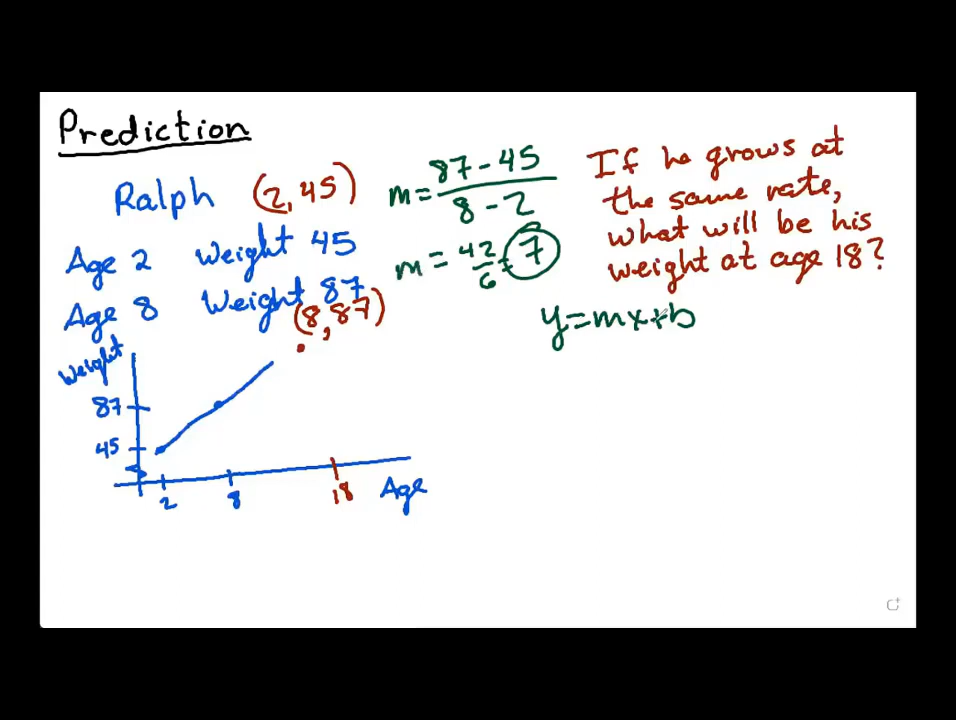 Prediction
Ralph (2,45)
Age 2 Weight 45
Age 8 Weight 87
(8,87)
m = 87 - 45 / 8 - 2
m = 42/6 = 7
If he grows at
the same rate,
what will be his
weight at age 18?
y=mx+b
Weight
87
45
2 8 18 Age